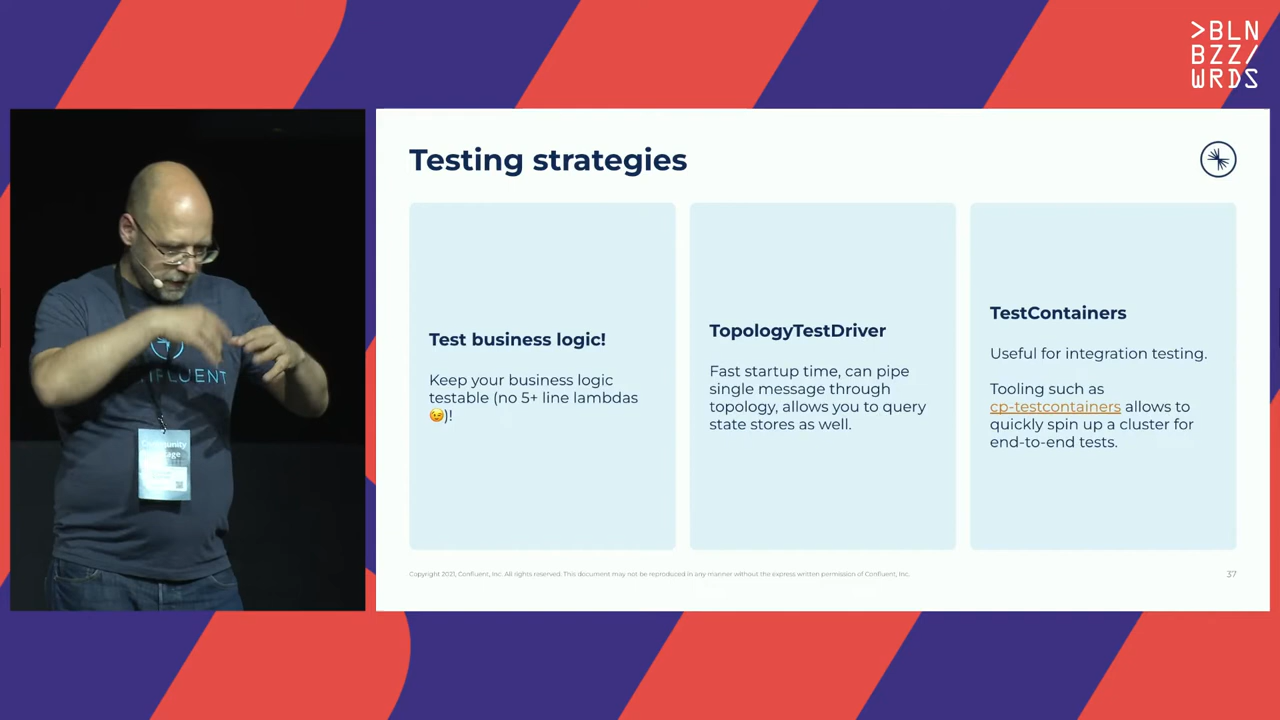 >BLN
BZZ/
WRDS
Testing strategies
Test business logic!
Keep your business logic
testable (no 5+ line lambdas
😉)!
TopologyTestDriver
Fast startup time, can pipe
single message through
topology, allows you to query
state stores as well.
TestContainers
Useful for integration testing.
Tooling such as
cp-testcontainers allows to
quickly spin up a cluster for
end-to-end tests.
Copyright 2021, Confluent, Inc. All rights reserved. This document may not be reproduced in any manner without the express written permission of Confluent, Inc.
37